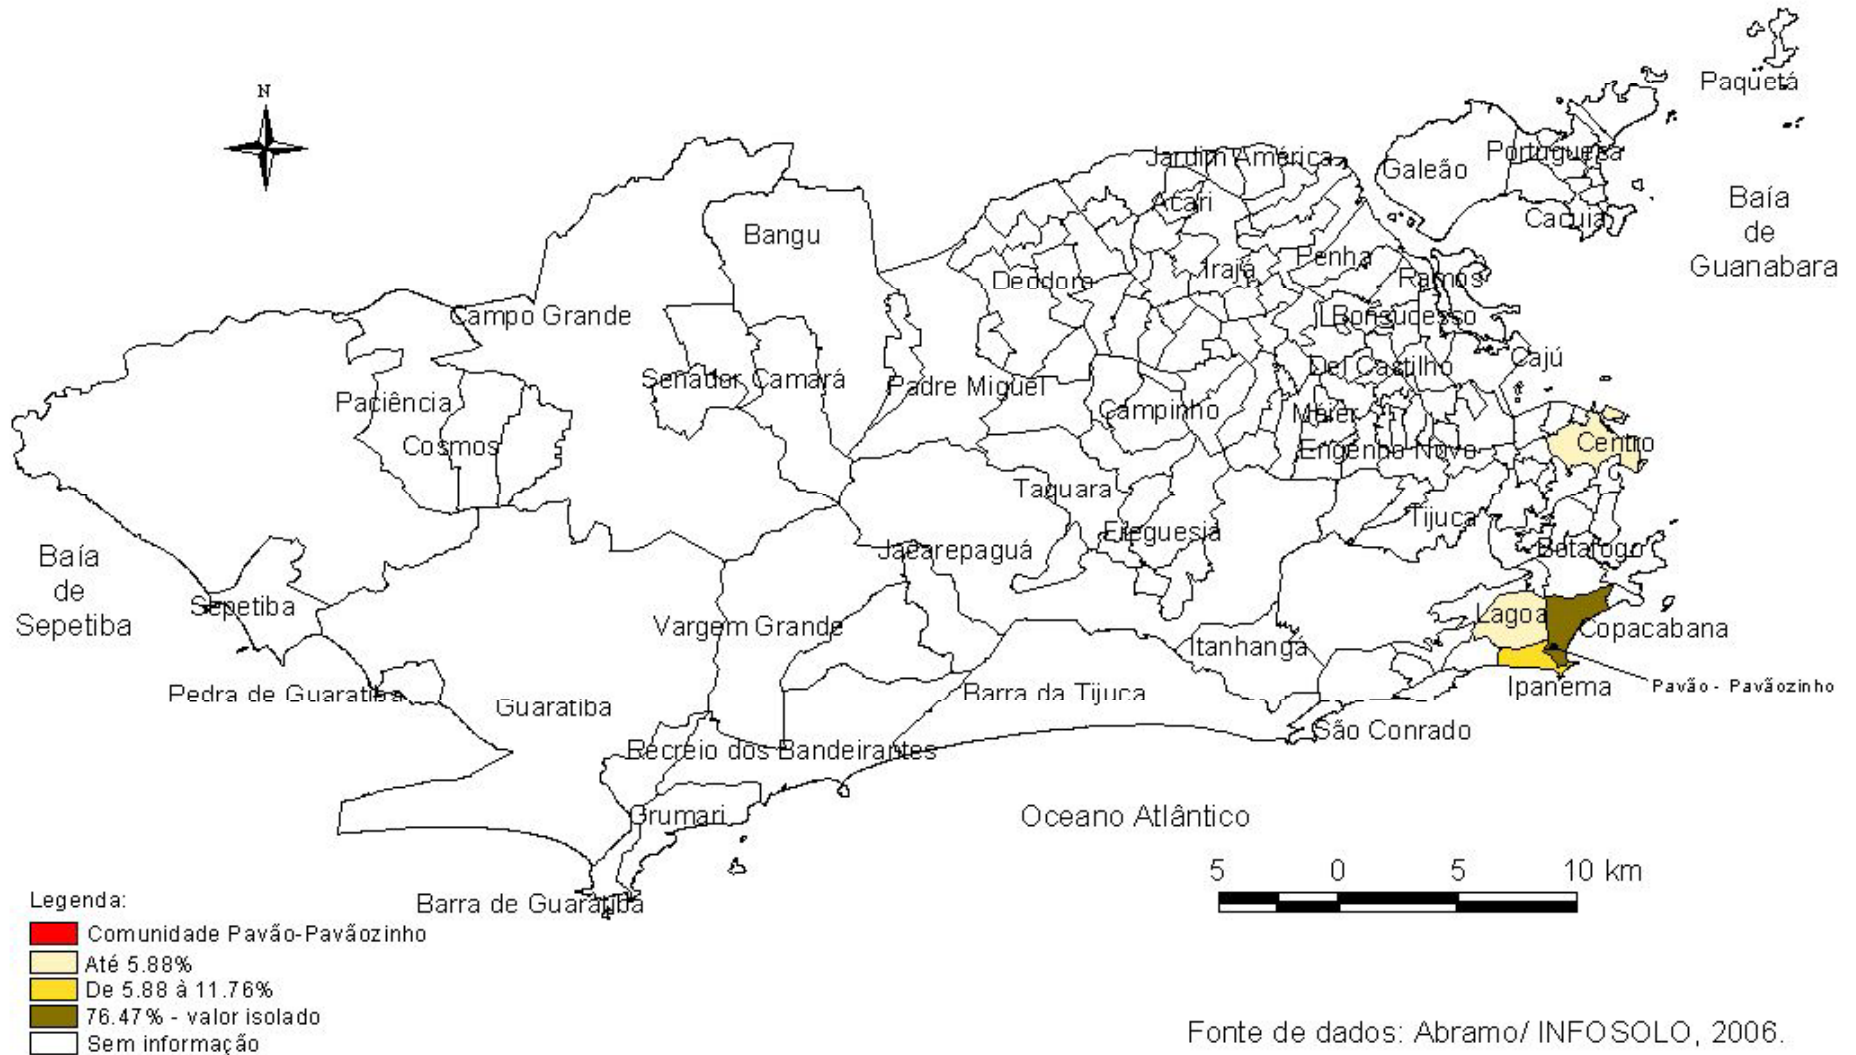 N
Paquetá
Jardim América
Portuguesa
Galeão
Acari
Baía
de
Guanabara
Cacuia
Bangu
Penha
Irajá
Deodoro
Ramos
Campo Grande
Bonsucesso
Cajú
Del Castilho
Senador Camará
Padre Miguel
Paciência
Campinho
Méier
Cosmos
Centro
Engenho Novo
Taquara
Tijuca
Freguesia
Jacarepaguá
Botafogo
Baía
de
Sepetiba
Sepetiba
Lagoa
Vargem Grande
Copacabana
Itanhangá
Pedra de Guaratiba
Barra da Tijuca
Ipanema
Pavão - Pavãozinho
Guaratiba
São Conrado
Recreio dos Bandeirantes
Grumari
Oceano Atlântico
5 0 5 10 km
Barra de Guaratiba
Legenda:
Comunidade Pavão-Pavãozinho
Até 5.88%
De 5.88 à 11.76%
76.47% - valor isolado
Sem informação
Fonte de dados: Abramo/ INFOSOLO, 2006.